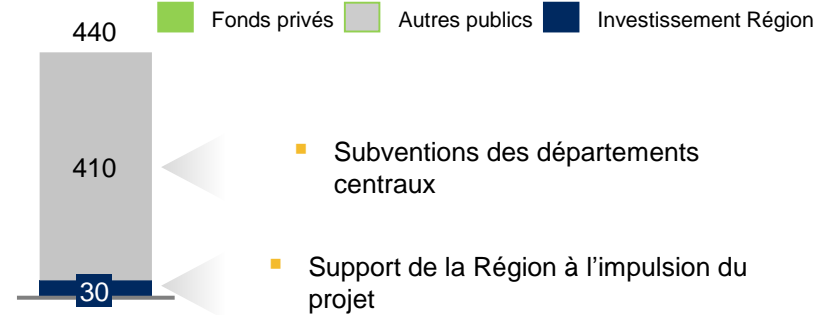 440
Fonds privés Autres publics Investissement Région
410
Subventions des départements
centraux
30
Support de la Région à l’impulsion du
projet